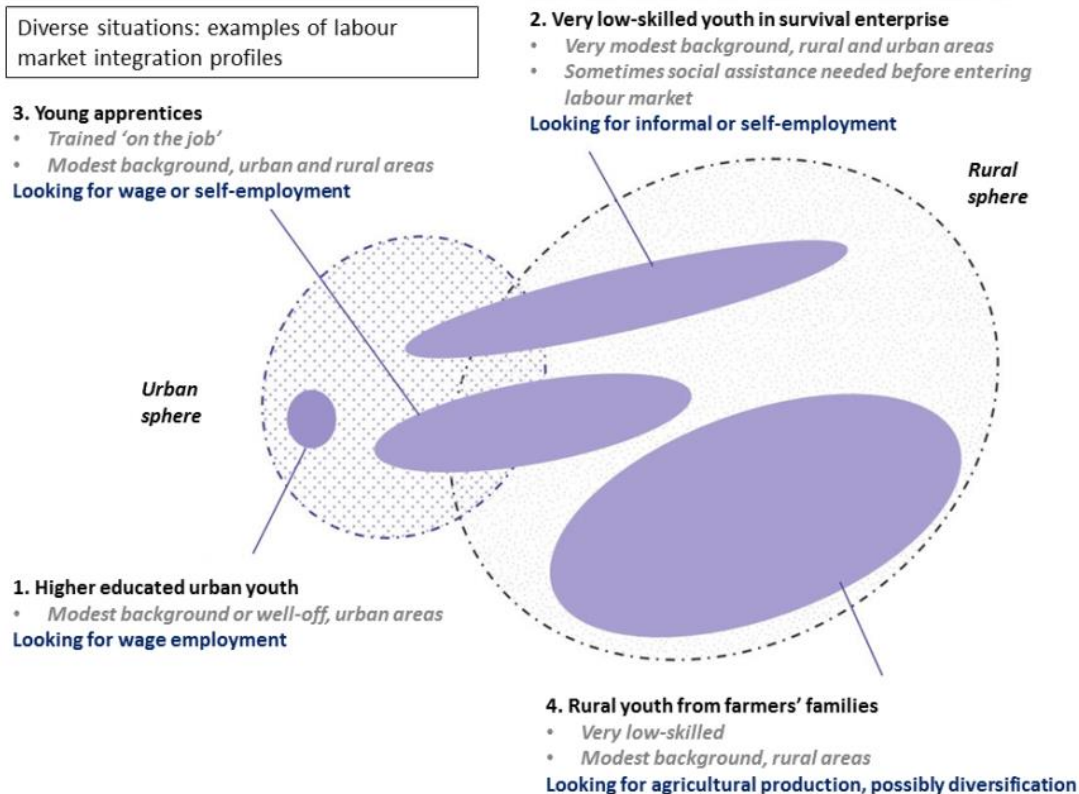 Diverse situations: examples of labour
market integration profiles
2. Very low-skilled youth in survival enterprise
• Very modest background, rural and urban areas
• Sometimes social assistance needed before entering
labour market
Looking for informal or self-employment
3. Young apprentices
• Trained ‘on the job’
• Modest background, urban and rural areas
Looking for wage or self-employment
Rural
sphere
Urban
sphere
1. Higher educated urban youth
• Modest background or well-off, urban areas
Looking for wage employment
4. Rural youth from farmers’ families
• Very low-skilled
• Modest background, rural areas
Looking for agricultural production, possibly diversification